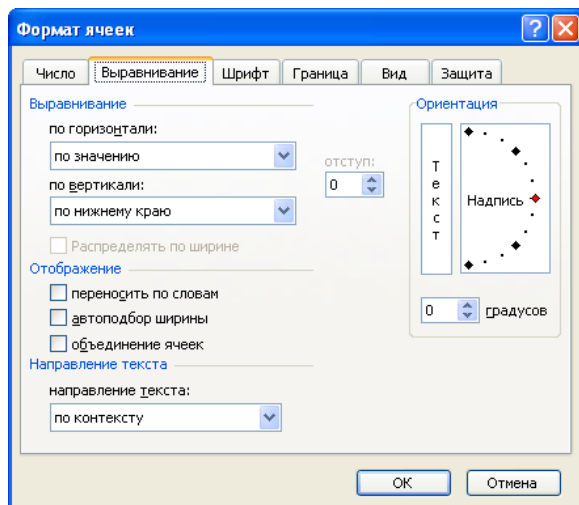 Формат ячеек
Число Выравнивание Шрифт Граница Вид Защита
Выравнивание
по горизонтали:
по значению
отступ:
0
по вертикали:
по нижнему краю
Распределять по ширине
Отображение
переносить по словам
автоподбор ширины
объединение ячеек
Направление текста
направление текста:
по контексту
Ориентация
Текст
Надпись
0 градусов
ОК Отмена